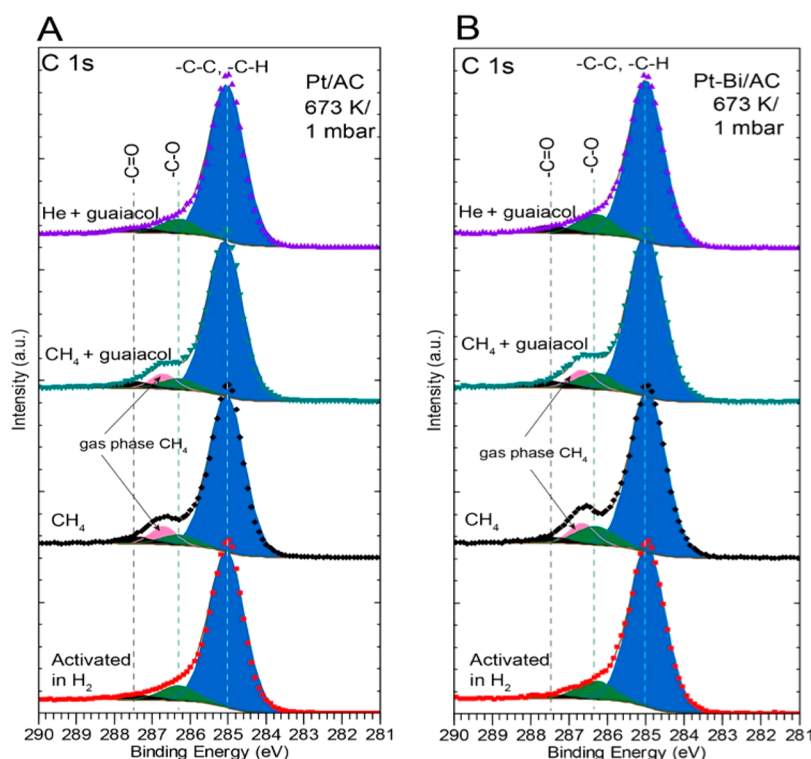 A
C 1s
-C-C, -C-H
Pt/AC
673 K/
1 mbar
-C=O
-C-O
He + guaiacol
CH₄ + guaiacol
gas phase CH₄
CH₄
Activated
in H₂
Intensity (a.u.)
290 289 288 287 286 285 284 283 282 281
Binding Energy (eV)
B
C 1s
-C-C, -C-H
Pt-Bi/AC
673 K/
1 mbar
-C=O
-C-O
He + guaiacol
CH₄ + guaiacol
gas phase CH₄
CH₄
Activated
in H₂
Intensity (a.u.)
290 289 288 287 286 285 284 283 282 281
Binding Energy (eV)